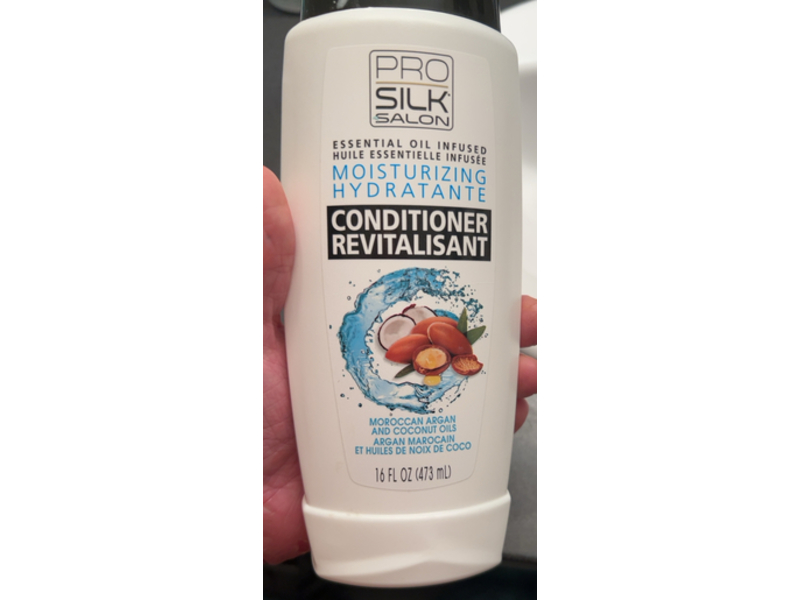 PRO
SILK
SALON
ESSENTIAL OIL INFUSED
HUILE ESSENTIELLE INFUSÉE
MOISTURIZING
HYDRATANTE
CONDITIONER
REVITALISANT
MOROCCAN ARGAN
AND COCONUT OILS
ARGAN MAROCAIN
ET HUILES DE NOIX DE COCO
16 FL OZ (473 mL)